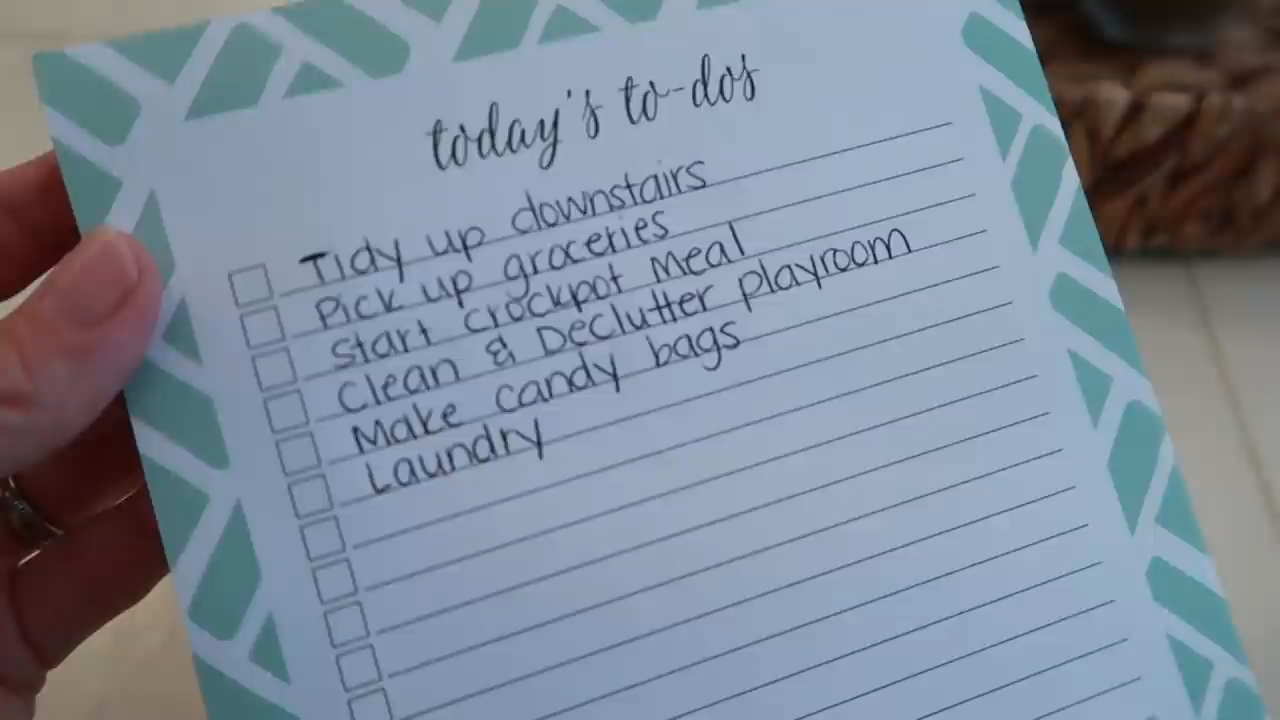 today's to-dos
Tidy up downstairs
Pick up groceries
Start crockpot Meal
Clean & Declutter playroom
Make candy bags
Laundry